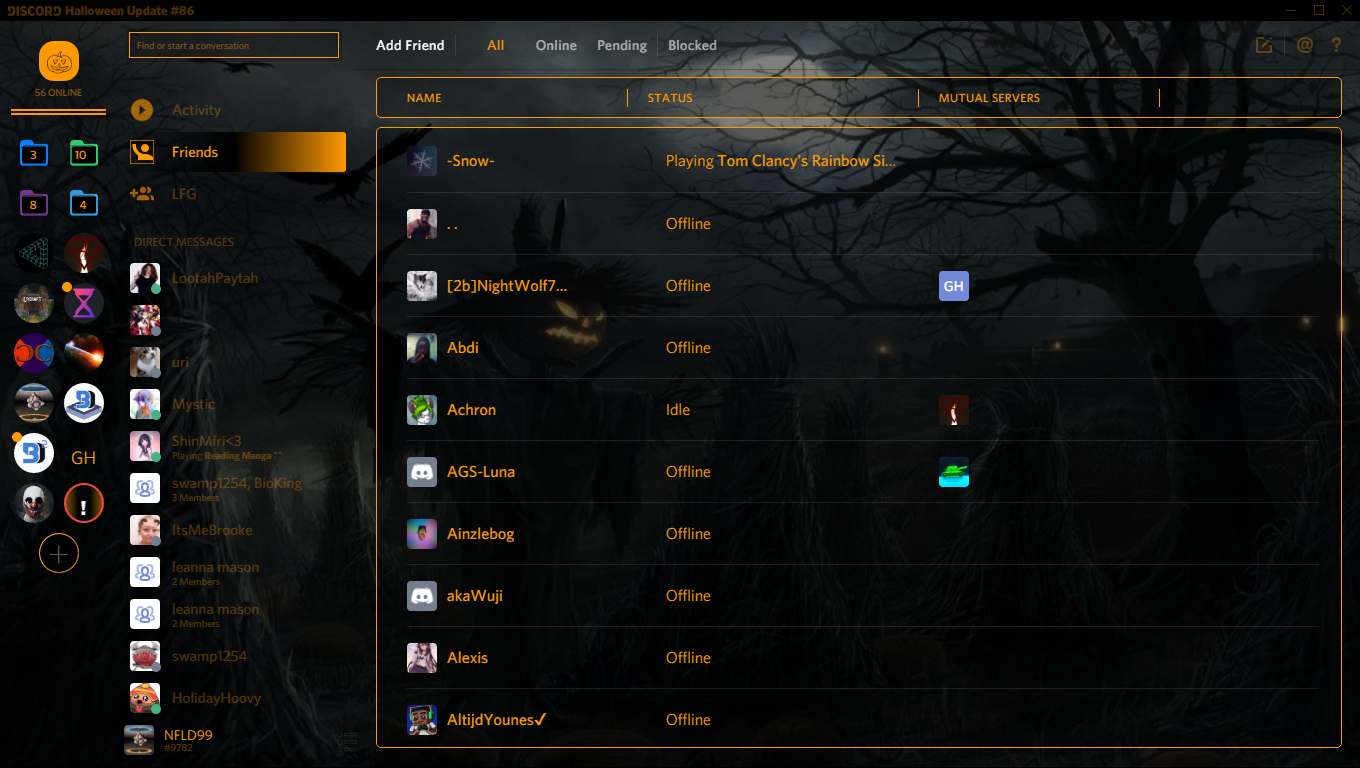 DISCORD Halloween Update #86
56 ONLINE
3
10
8
4
GH
!
Find or start a conversation
Activity
Friends
LFG
DIRECT MESSAGES
LootahPaytah
uri
Mystic
ShinMiri<3
Playing Reading Manga ^^
swamp1254, BioKing
3 Members
ItsMeBrooke
leanna mason
2 Members
leanna mason
2 Members
swamp1254
HolidayHoovy
NFLD99
#9782
Add Friend All Online Pending Blocked @ ?
NAME STATUS MUTUAL SERVERS
-Snow- Playing Tom Clancy's Rainbow Si...
. . Offline
[2b]NightWolf7... Offline GH
Abdi Offline
Achron Idle
AGS-Luna Offline
Ainzlebog Offline
akaWuji Offline
Alexis Offline
AltijdYounes✓ Offline